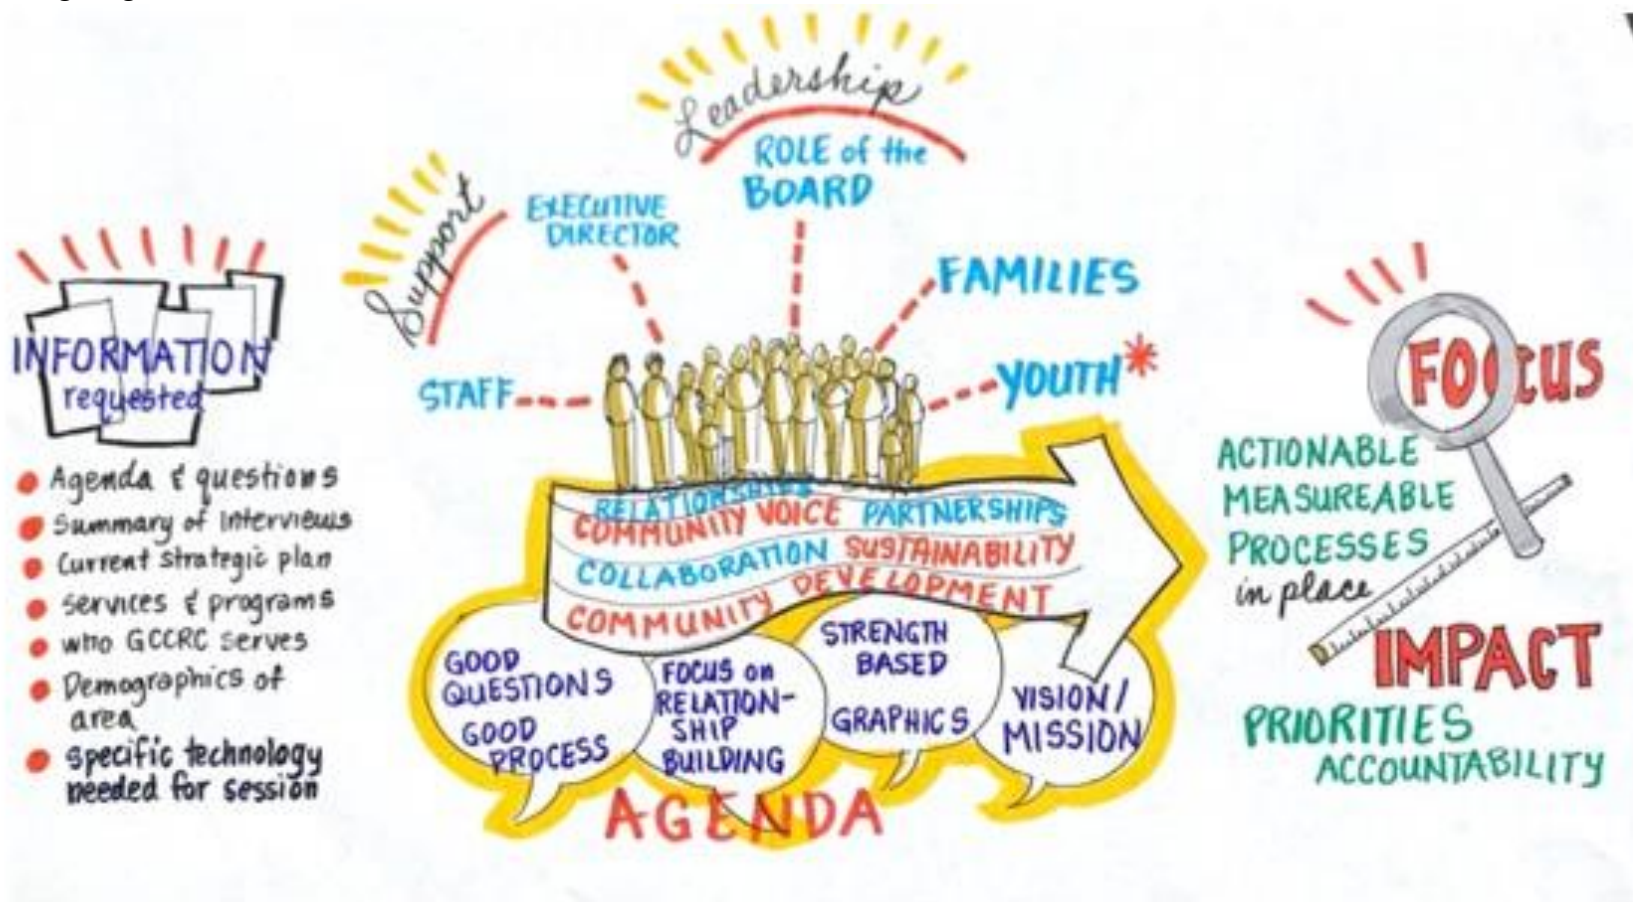 INFORMATION
requested
Agenda & questions
Summary of Interviews
Current strategic plan
Services & programs
who GCCRC serves
Demographics of
area
specific technology
needed for session
Support
Leadership
ROLE of the
BOARD
EXECUTIVE
DIRECTOR
FAMILIES
STAFF
YOUTH*
RELATIONSHIPS
COMMUNITY VOICE PARTNERSHIPS
COLLABORATION SUSTAINABILITY
COMMUNITY DEVELOPMENT
GOOD
QUESTIONS
GOOD
PROCESS
FOCUS on
RELATION-
SHIP
BUILDING
STRENGTH
BASED
GRAPHICS
VISION/
MISSION
AGENDA
FOCUS
ACTIONABLE
MEASUREABLE
PROCESSES
in place
IMPACT
PRIORITIES
ACCOUNTABILITY